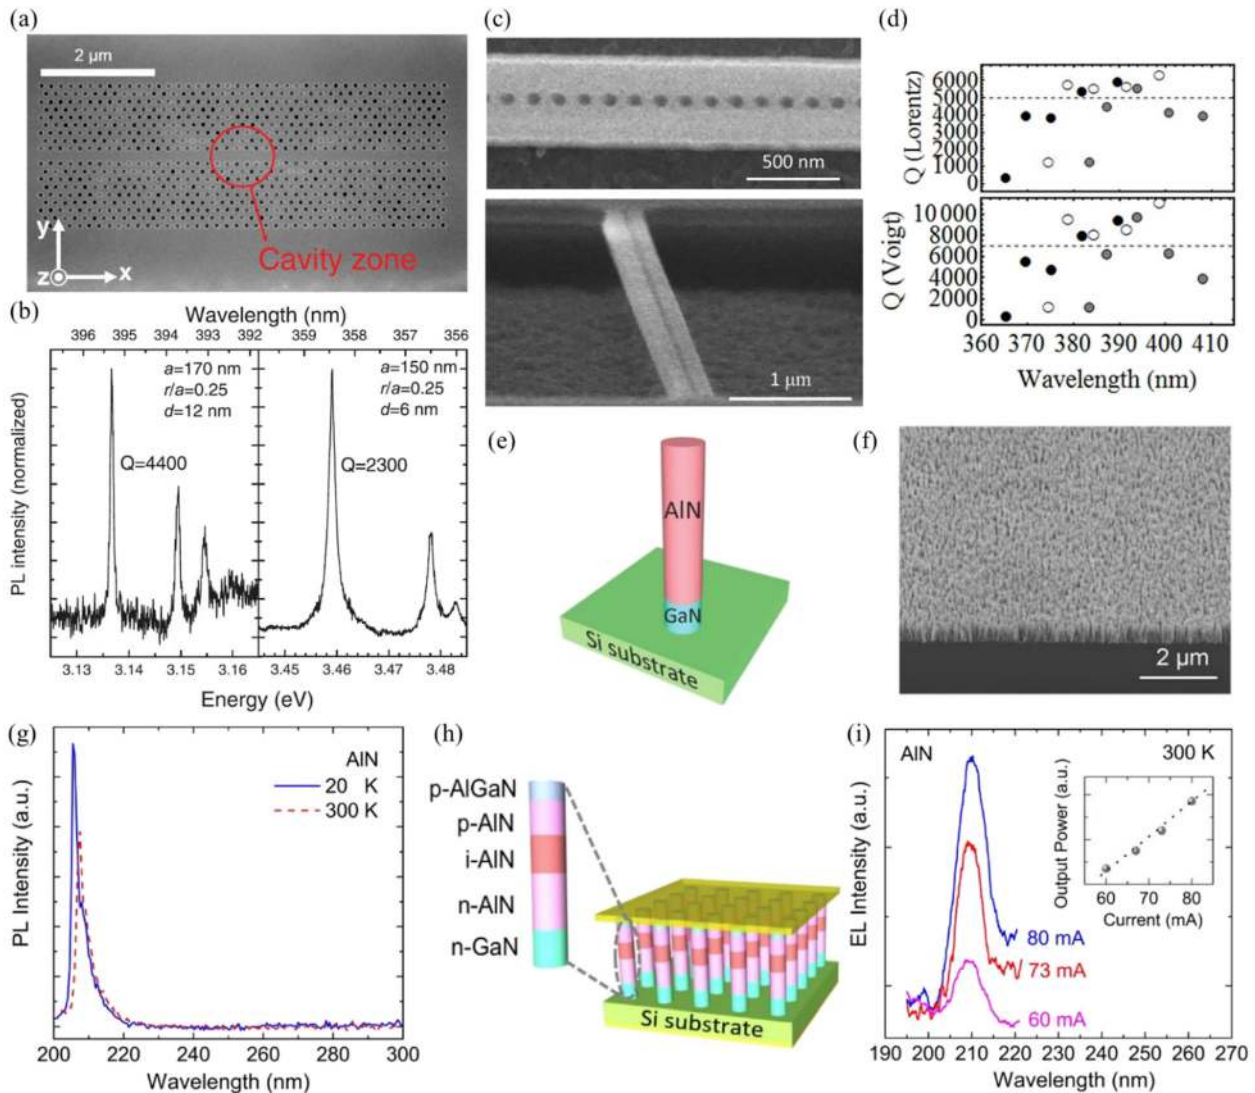 (a)
2 μm
Cavity zone
y
z
x
(b)
Wavelength (nm)
396 395 394 393 392 359 358 357 356
a=170 nm
r/a=0.25
d=12 nm
a=150 nm
r/a=0.25
d=6 nm
Q=4400
Q=2300
PL intensity (normalized)
3.13 3.14 3.15 3.16 3.45 3.46 3.47 3.48
Energy (eV)
(c)
500 nm
1 μm
(d)
Q (Lorentz)
6000
5000
4000
3000
2000
1000
0
Q (Voigt)
10 000
8000
6000
4000
2000
0
360 370 380 390 400 410
Wavelength (nm)
(e)
AlN
GaN
Si substrate
(f)
2 μm
(g)
AlN
20 K
300 K
PL Intensity (a.u.)
200 220 240 260 280 300
Wavelength (nm)
(h)
p-AlGaN
p-AlN
i-AlN
n-AlN
n-GaN
Si substrate
(i)
AlN
300 K
EL Intensity (a.u.)
Output Power (a.u.)
60 70 80
Current (mA)
80 mA
73 mA
60 mA
190 200 210 220 230 240 250 260 270
Wavelength (nm)